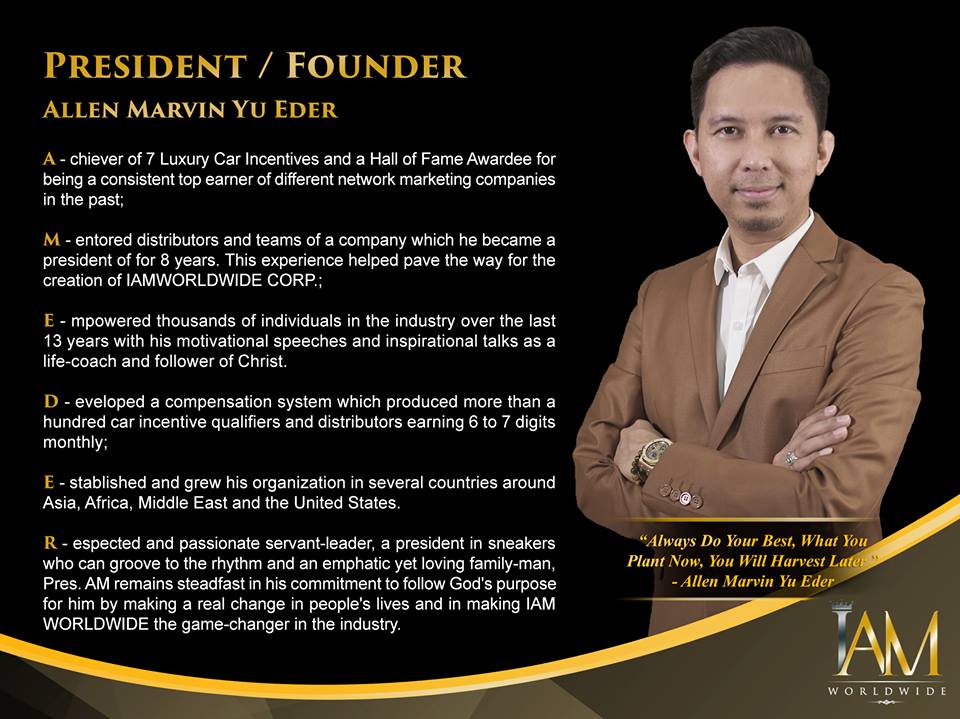 PRESIDENT / FOUNDER
ALLEN MARVIN YU EDER
A - chiever of 7 Luxury Car Incentives and a Hall of Fame Awardee for
being a consistent top earner of different network marketing companies
in the past;
M - entored distributors and teams of a company which he became a
president of for 8 years. This experience helped pave the way for the
creation of IAMWORLDWIDE CORP.;
E - mpowered thousands of individuals in the industry over the last
13 years with his motivational speeches and inspirational talks as a
life-coach and follower of Christ.
D - eveloped a compensation system which produced more than a
hundred car incentive qualifiers and distributors earning 6 to 7 digits
monthly;
E - stablished and grew his organization in several countries around
Asia, Africa, Middle East and the United States.
R - espected and passionate servant-leader, a president in sneakers
who can groove to the rhythm and an emphatic yet loving family-man,
Pres. AM remains steadfast in his commitment to follow God's purpose
for him by making a real change in people's lives and in making IAM
WORLDWIDE the game-changer in the industry.
“Always Do Your Best, What You
Plant Now, You Will Harvest Later.”
- Allen Marvin Yu Eder
IAM
WORLDWIDE